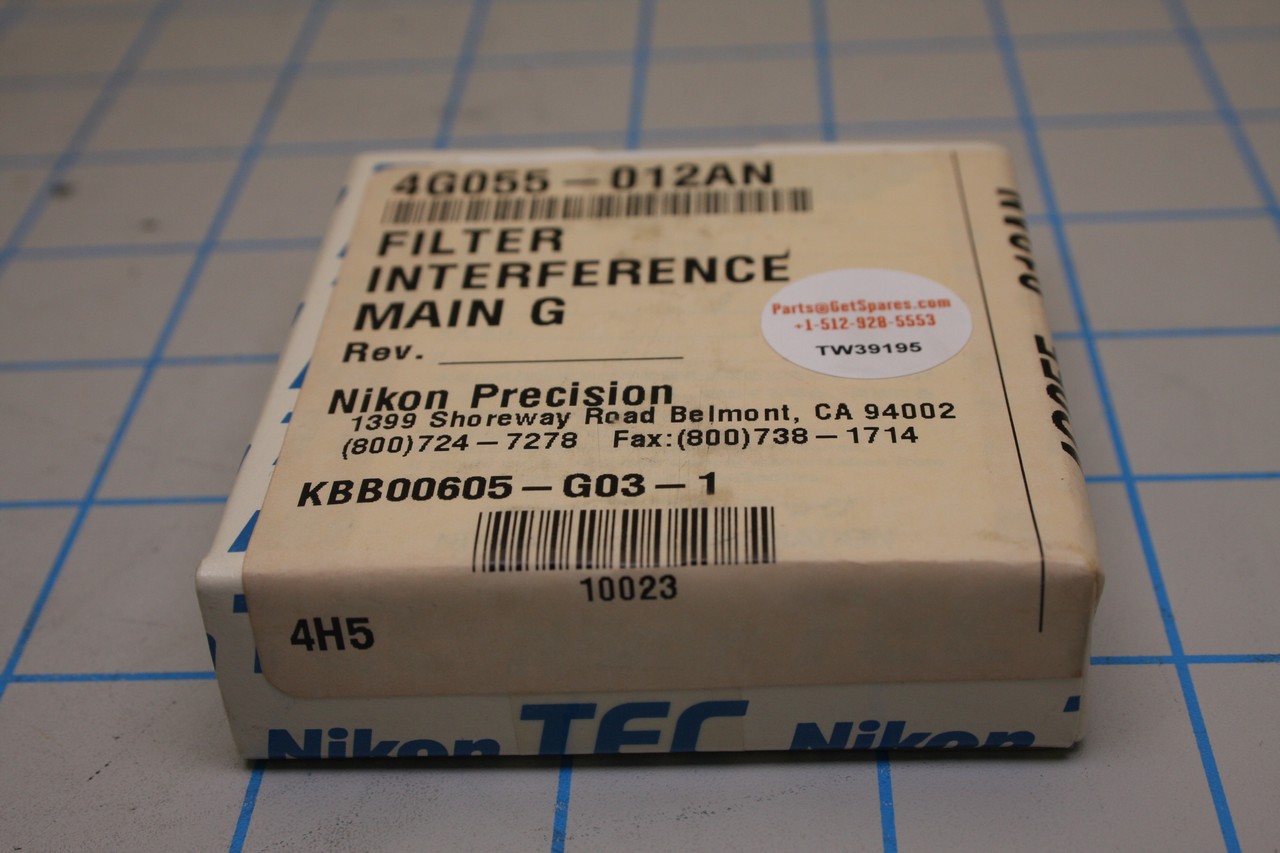 4G055-012AN
FILTER
INTERFERENCE
MAIN G
Rev.
Parts@GetSpares.com
+1-512-928-5553
TW39195
Nikon Precision
1399 Shoreway Road Belmont, CA 94002
(800)724-7278 Fax:(800)738-1714
KBB00605-G03-1
10023
4H5
Nikon TEC Nikon